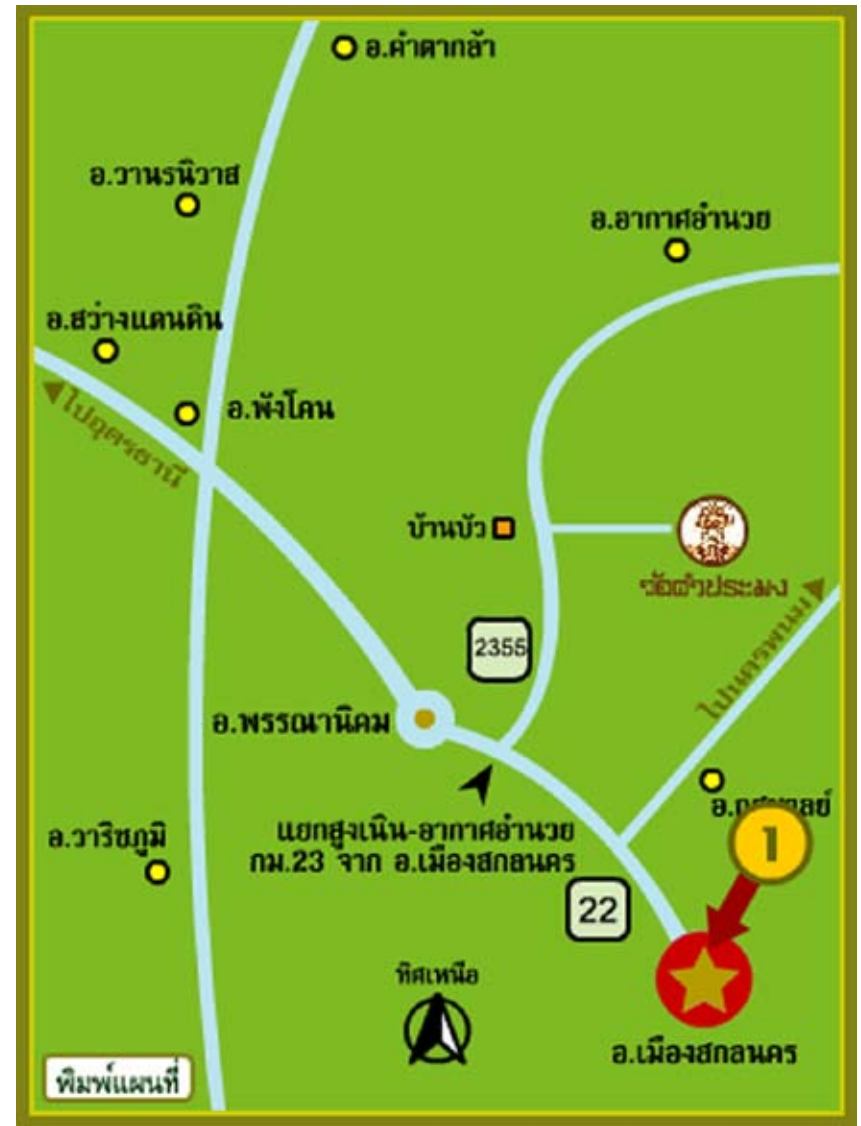 อ.คำตากล้า
อ.วานรนิวาส
อ.อากาศอำนวย
อ.สว่างแดนดิน
อ.พังโคน
ไปอุดรธานี
บ้านบัว
วัดคำประมง
ไปนครพนม
2355
อ.พรรณานิคม
แยกสูงเนิน-อากาศอำนวย
กม.23 จาก อ.เมืองสกลนคร
อ.วาริชภูมิ
1
22
ทิศเหนือ
อ.เมืองสกลนคร
พิมพ์แผนที่